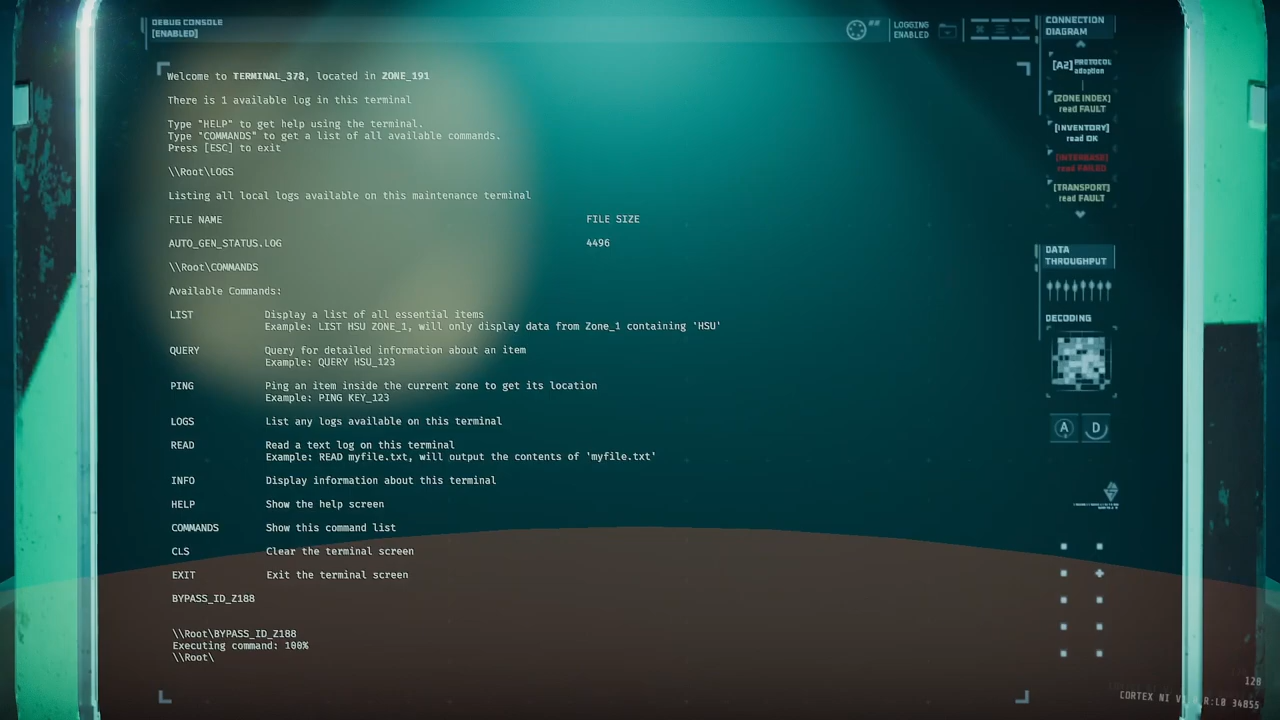 DEBUG CONSOLE
[ENABLED]
LOGGING
ENABLED
CONNECTION
DIAGRAM
Welcome to TERMINAL_378, located in ZONE_191
There is 1 available log in this terminal
Type "HELP" to get help using the terminal.
Type "COMMANDS" to get a list of all available commands.
Press [ESC] to exit
\\Root\LOGS
Listing all local logs available on this maintenance terminal
FILE NAME FILE SIZE
AUTO_GEN_STATUS.LOG 4496
\\Root\COMMANDS
Available Commands:
LIST Display a list of all essential items
Example: LIST HSU ZONE_1, will only display data from Zone_1 containing 'HSU'
QUERY Query for detailed information about an item
Example: QUERY HSU_123
PING Ping an item inside the current zone to get its location
Example: PING KEY_123
LOGS List any logs available on this terminal
READ Read a text log on this terminal
Example: READ myfile.txt, will output the contents of 'myfile.txt'
INFO Display information about this terminal
HELP Show the help screen
COMMANDS Show this command list
CLS Clear the terminal screen
EXIT Exit the terminal screen
BYPASS_ID_Z188
\\Root\BYPASS_ID_Z188
Executing command: 100%
\\Root\
[A2] PROTOCOL
adoption
[ZONE INDEX]
read FAULT
[INVENTORY]
read OK
[INTERBASE]
read FAILED
[TRANSPORT]
read FAULT
DATA
THROUGHPUT
DECODING
A D
128
CORTEX NI R:LB 34855